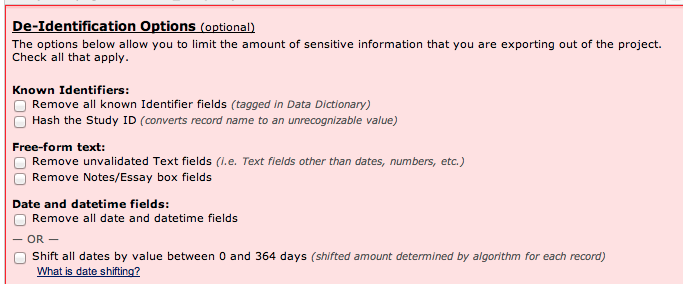 De-Identification Options (optional)
The options below allow you to limit the amount of sensitive information that you are exporting out of the project.
Check all that apply.
Known Identifiers:
Remove all known Identifier fields (tagged in Data Dictionary)
Hash the Study ID (converts record name to an unrecognizable value)
Free-form text:
Remove unvalidated Text fields (i.e. Text fields other than dates, numbers, etc.)
Remove Notes/Essay box fields
Date and datetime fields:
Remove all date and datetime fields
— OR —
Shift all dates by value between 0 and 364 days (shifted amount determined by algorithm for each record)
What is date shifting?